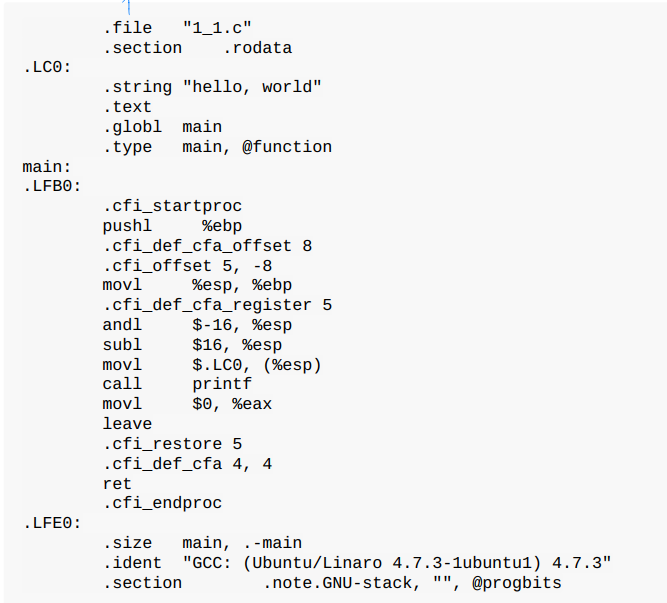 .file "1_1.c"
.section .rodata
.LC0:
.string "hello, world"
.text
.globl main
.type main, @function
main:
.LFB0:
.cfi_startproc
pushl %ebp
.cfi_def_cfa_offset 8
.cfi_offset 5, -8
movl %esp, %ebp
.cfi_def_cfa_register 5
andl $-16, %esp
subl $16, %esp
movl $.LC0, (%esp)
call printf
movl $0, %eax
leave
.cfi_restore 5
.cfi_def_cfa 4, 4
ret
.cfi_endproc
.LFE0:
.size main, .-main
.ident "GCC: (Ubuntu/Linaro 4.7.3-1ubuntu1) 4.7.3"
.section .note.GNU-stack, "", @progbits